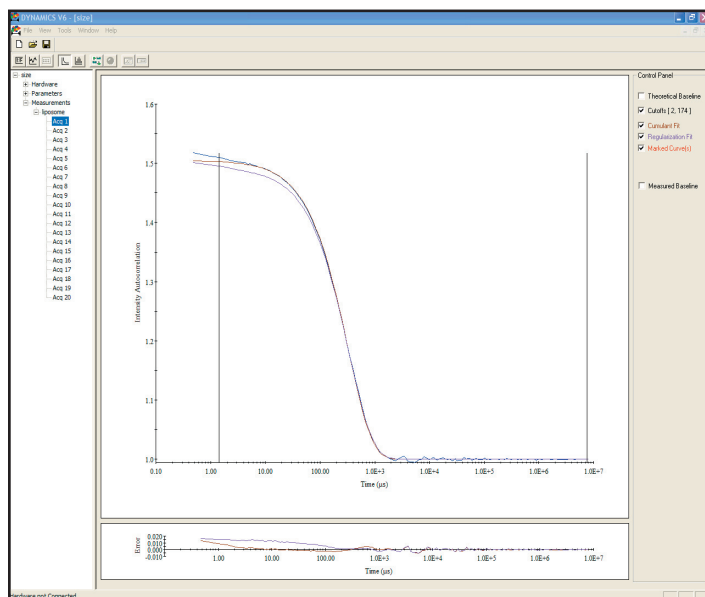 DYNAMICS V6 - [size]
File View Tools Window Help
size
Hardware
Parameters
Measurements
liposome
Acq 1
Acq 2
Acq 3
Acq 4
Acq 5
Acq 6
Acq 7
Acq 8
Acq 9
Acq 10
Acq 11
Acq 12
Acq 13
Acq 14
Acq 15
Acq 16
Acq 17
Acq 18
Acq 19
Acq 20
Intensity Autocorrelation
1.6
1.5
1.4
1.3
1.2
1.1
1.0
0.10 1.00 10.00 100.00 1.0E+3 1.0E+4 1.0E+5 1.0E+6 1.0E+7
Time (µs)
Error
0.020
0.010
0.000
-0.010
1.00 10.00 100.00 1.0E+3 1.0E+4 1.0E+5 1.0E+6 1.0E+7
Time (µs)
Control Panel
Theoretical Baseline
Cutoffs [ 2, 174 ]
Cumulant Fit
Regularization Fit
Marked Curve(s)
Measured Baseline
Hardware not Connected